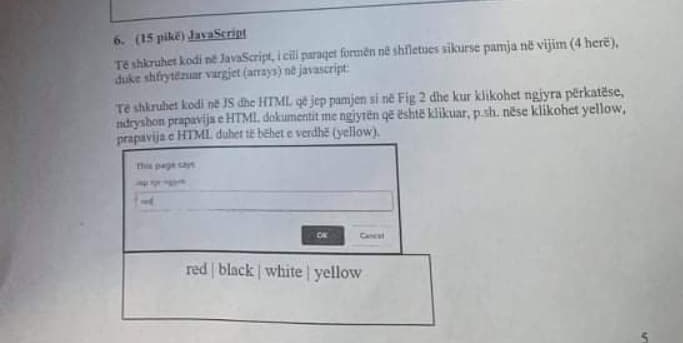 6. (15 pikë) JavaScript
Të shkruhet kodi në JavaScript, i cili paraqet formën në shfletues sikurse pamja në vijim (4 herë),
duke shfrytëzuar vargjet (arrays) në javascript:
Të shkruhet kodi në JS dhe HTML që jep pamjen si në Fig 2 dhe kur klikohet ngjyra përkatëse,
ndryshon prapavija e HTML dokumentit me ngjyrën që është klikuar, p.sh. nëse klikohet yellow,
prapavija e HTML duhet të bëhet e verdhë (yellow).
This page says
Jep një ngjyrë
red
OK Cancel
red | black | white | yellow
5